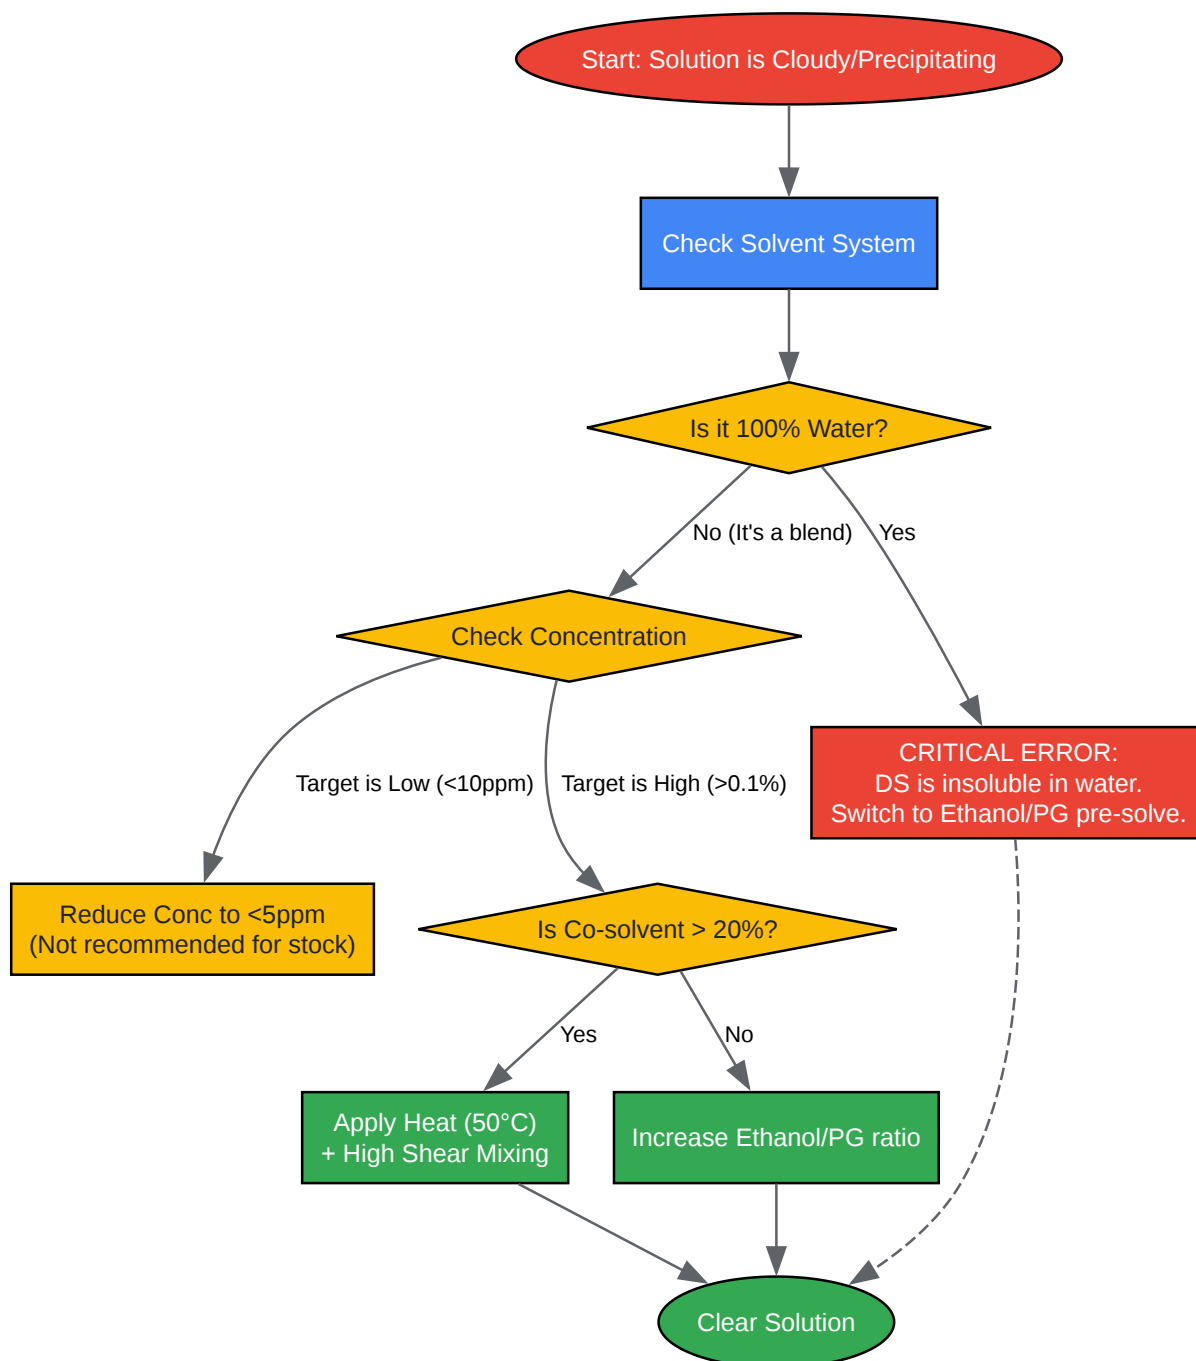 Start: Solution is Cloudy/Precipitating
Check Solvent System
Is it 100% Water?
No (It's a blend)
Yes
Check Concentration
Target is Low (<10ppm)
Target is High (>0.1%)
CRITICAL ERROR:
DS is insoluble in water.
Switch to Ethanol/PG pre-solve.
Reduce Conc to <5ppm
(Not recommended for stock)
Is Co-solvent > 20%?
Yes
No
Apply Heat (50°C)
+ High Shear Mixing
Increase Ethanol/PG ratio
Clear Solution